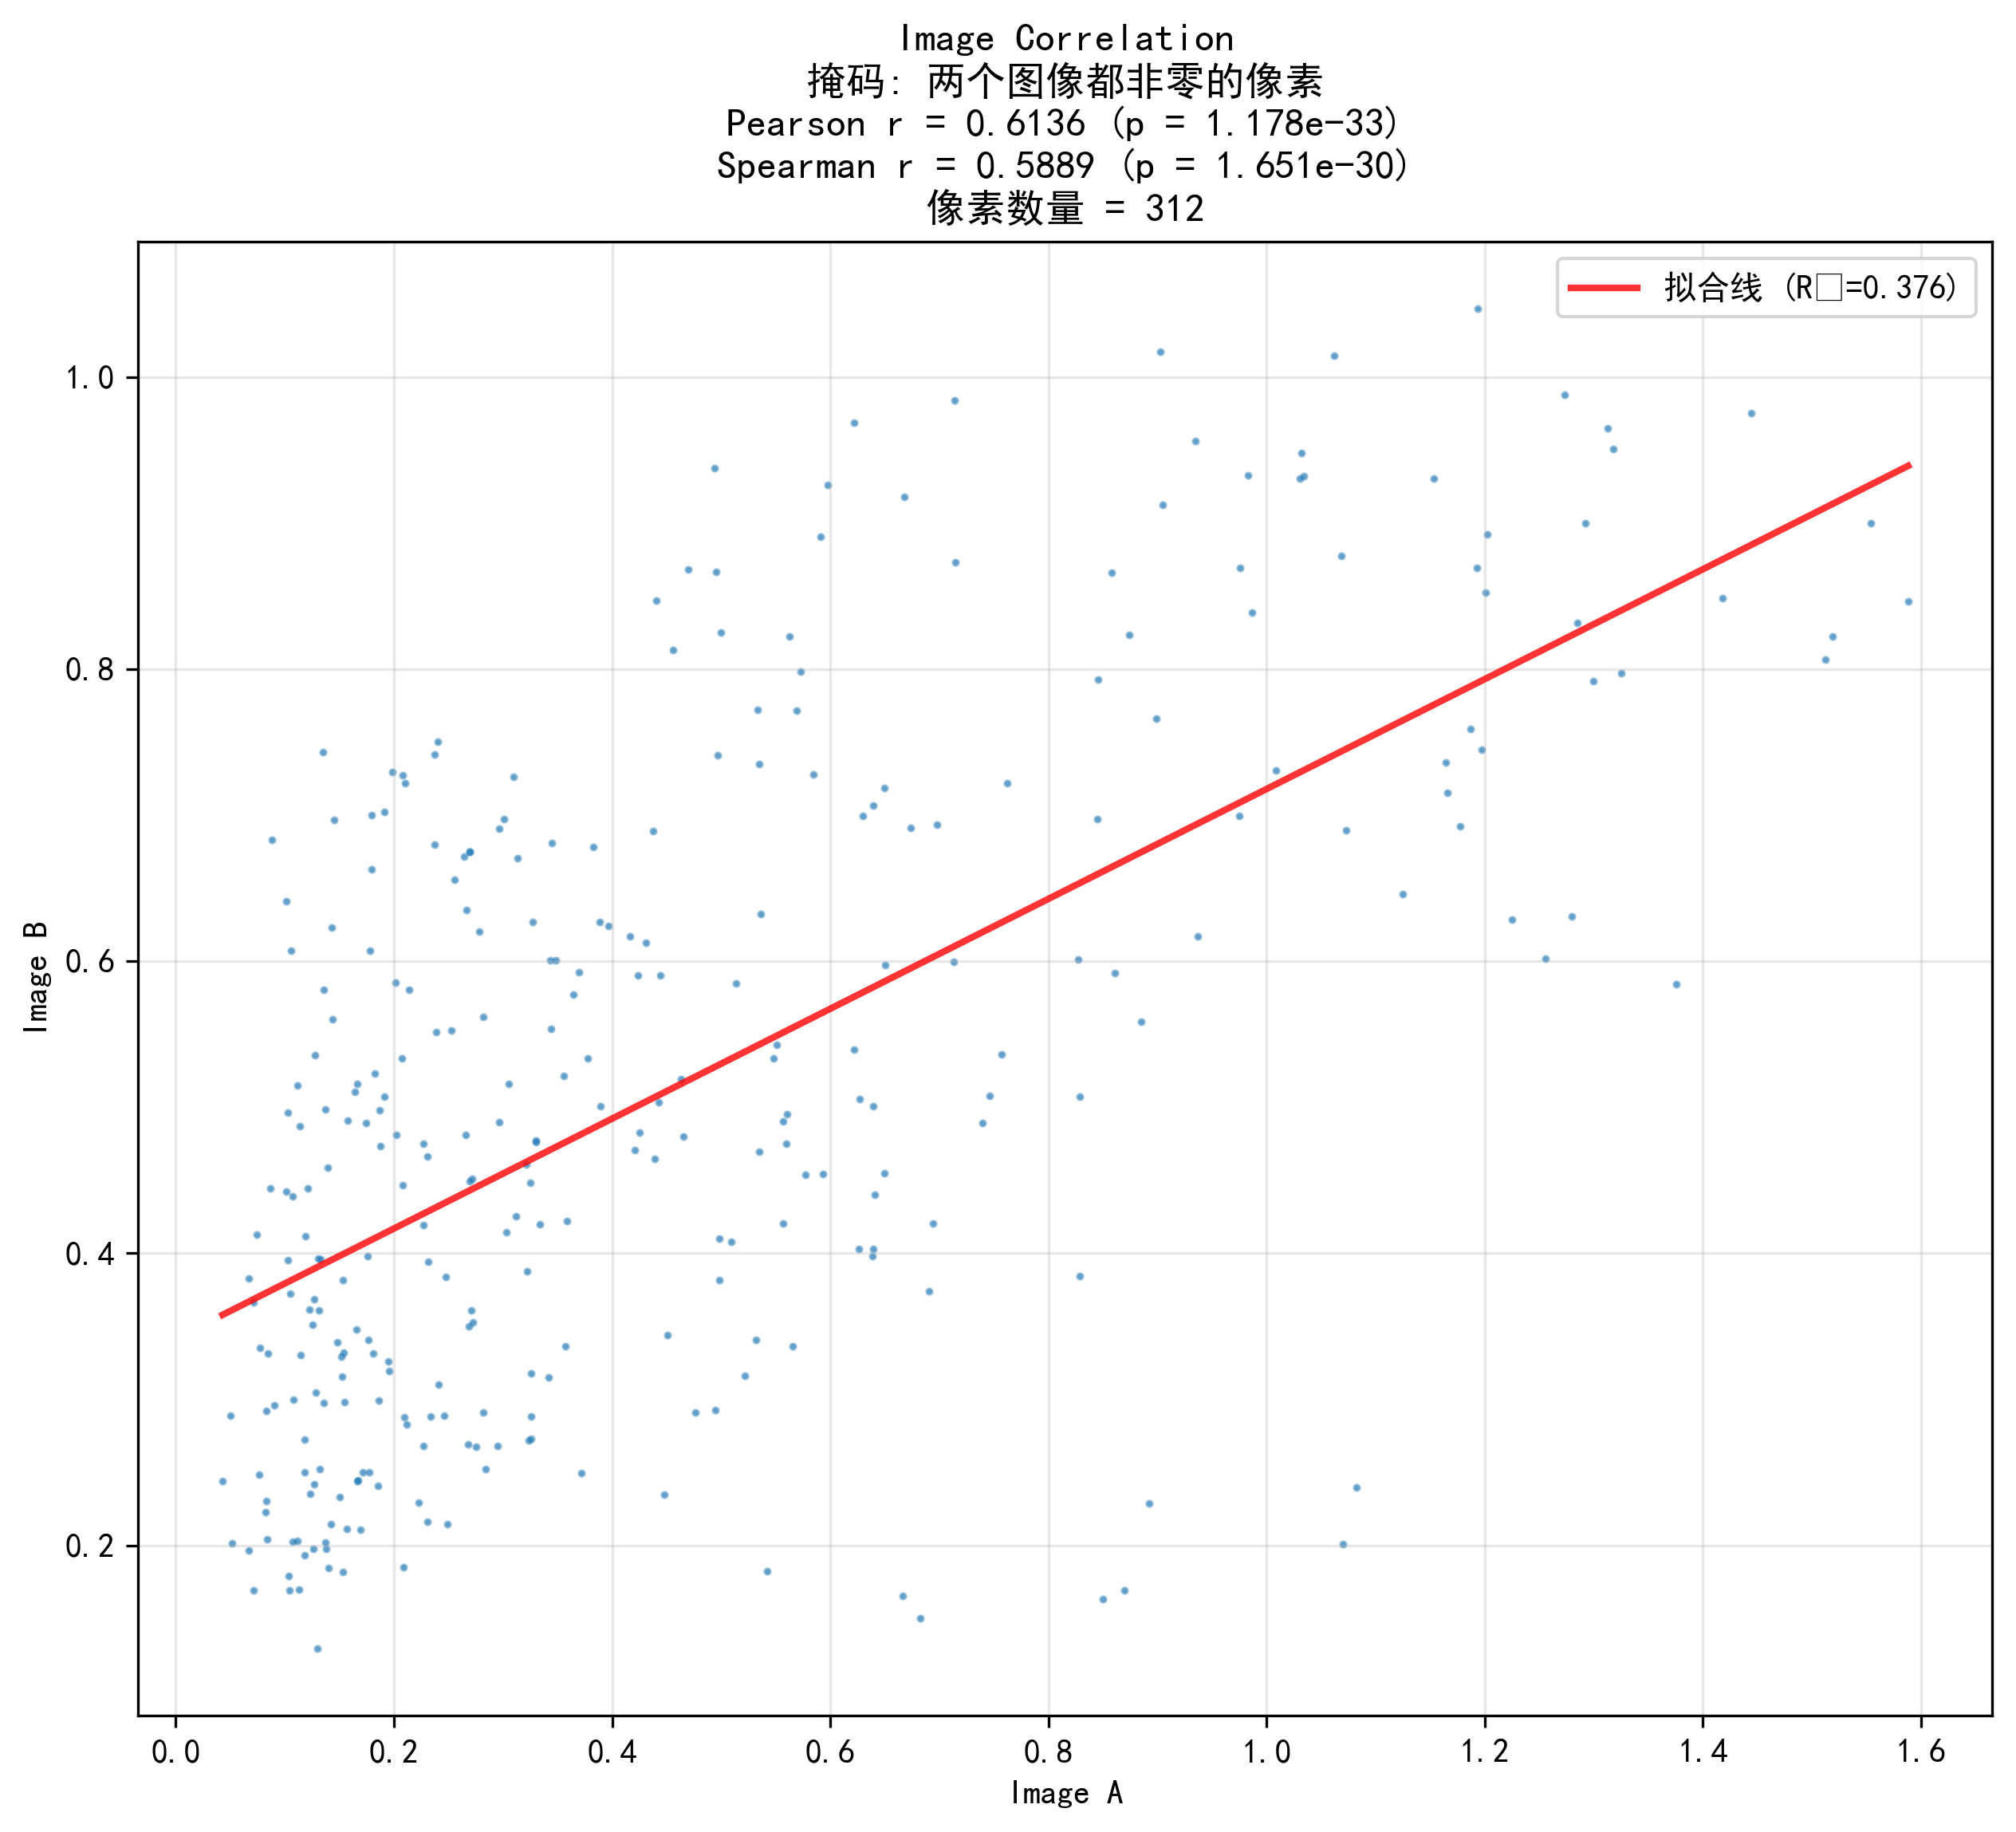 Image Correlation
掩码: 两个图像都非零的像素
Pearson r = 0.6136 (p = 1.178e-33)
Spearman r = 0.5889 (p = 1.651e-30)
像素数量 = 312
拟合线 (R□=0.376)
1.0
0.8
0.6
0.4
0.2
Image B
0.0 0.2 0.4 0.6 0.8 1.0 1.2 1.4 1.6
Image A